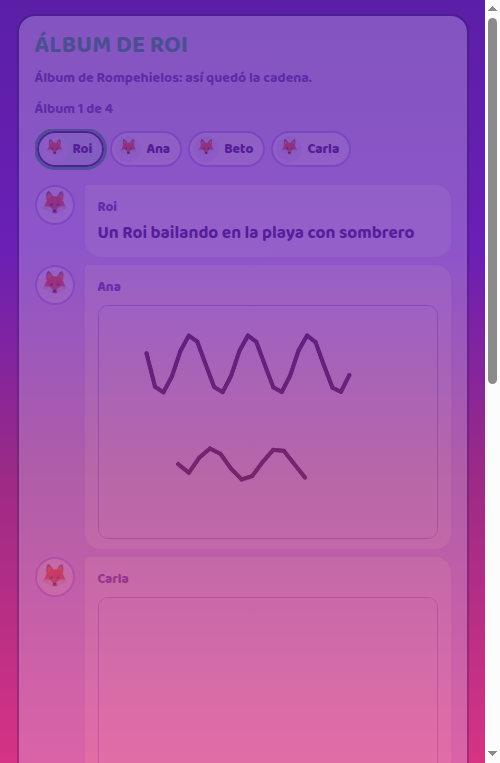 ÁLBUM DE ROI
Álbum de Rompehielos: así quedó la cadena.
Álbum 1 de 4
Roi Ana Beto Carla
Roi
Un Roi bailando en la playa con sombrero
Ana
Carla